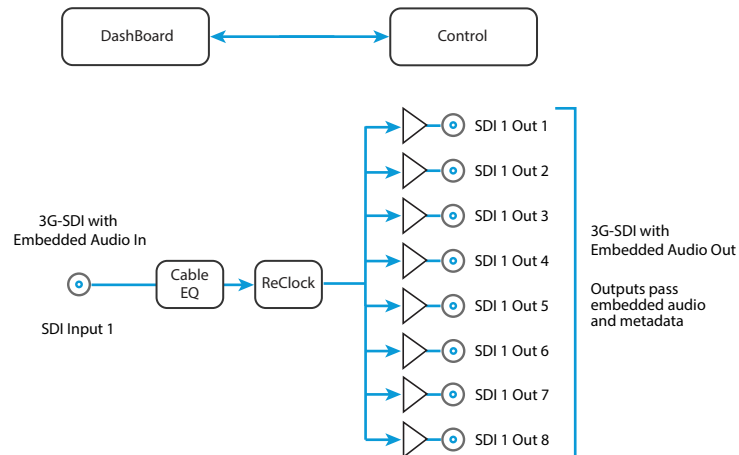 DashBoard
Control
3G-SDI with
Embedded Audio In
SDI Input 1
Cable
EQ
ReClock
SDI 1 Out 1
SDI 1 Out 2
SDI 1 Out 3
SDI 1 Out 4
SDI 1 Out 5
SDI 1 Out 6
SDI 1 Out 7
SDI 1 Out 8
3G-SDI with
Embedded Audio Out
Outputs pass
embedded audio
and metadata